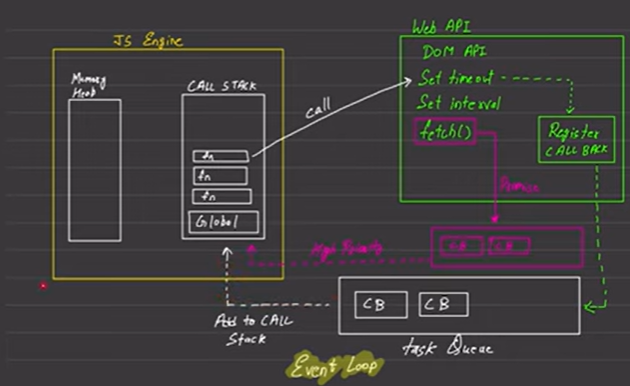 Web API
JS Engine
DOM API
Memory
Heap
CALL STACK
Set timeout
call
Set interval
fetch()
Register
CALL BACK
fn
fn
fn
Global
Promise
High Priority
CB
CB
CB
CB
Add to CALL
Stack
task Queue
Event Loop